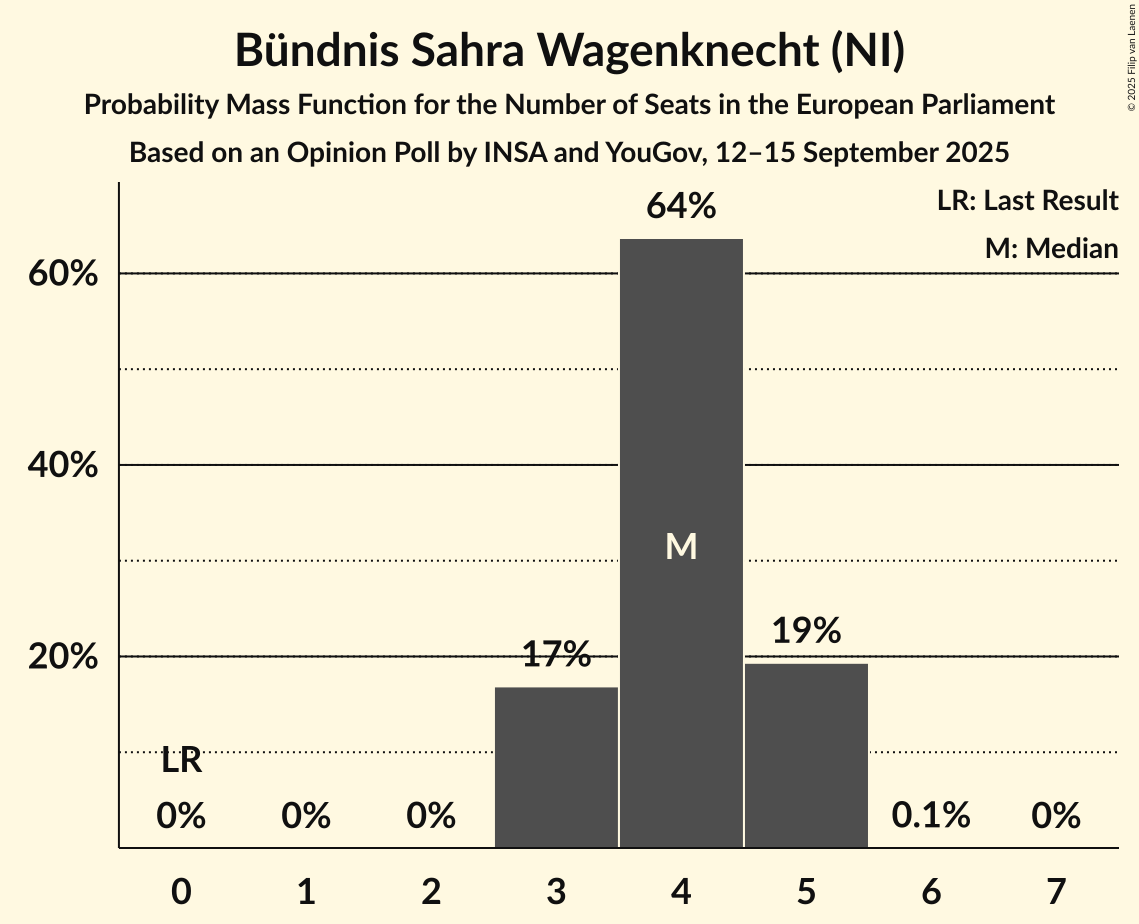 Bündnis Sahra Wagenknecht (NI)
Probability Mass Function for the Number of Seats in the European Parliament
Based on an Opinion Poll by INSA and YouGov, 12–15 September 2025
© 2025 Filip van Laenen
LR: Last Result
M: Median
64%
60%
40%
M
19%
17%
20%
LR
0% 0% 0% 0.1% 0%
0 1 2 3 4 5 6 7